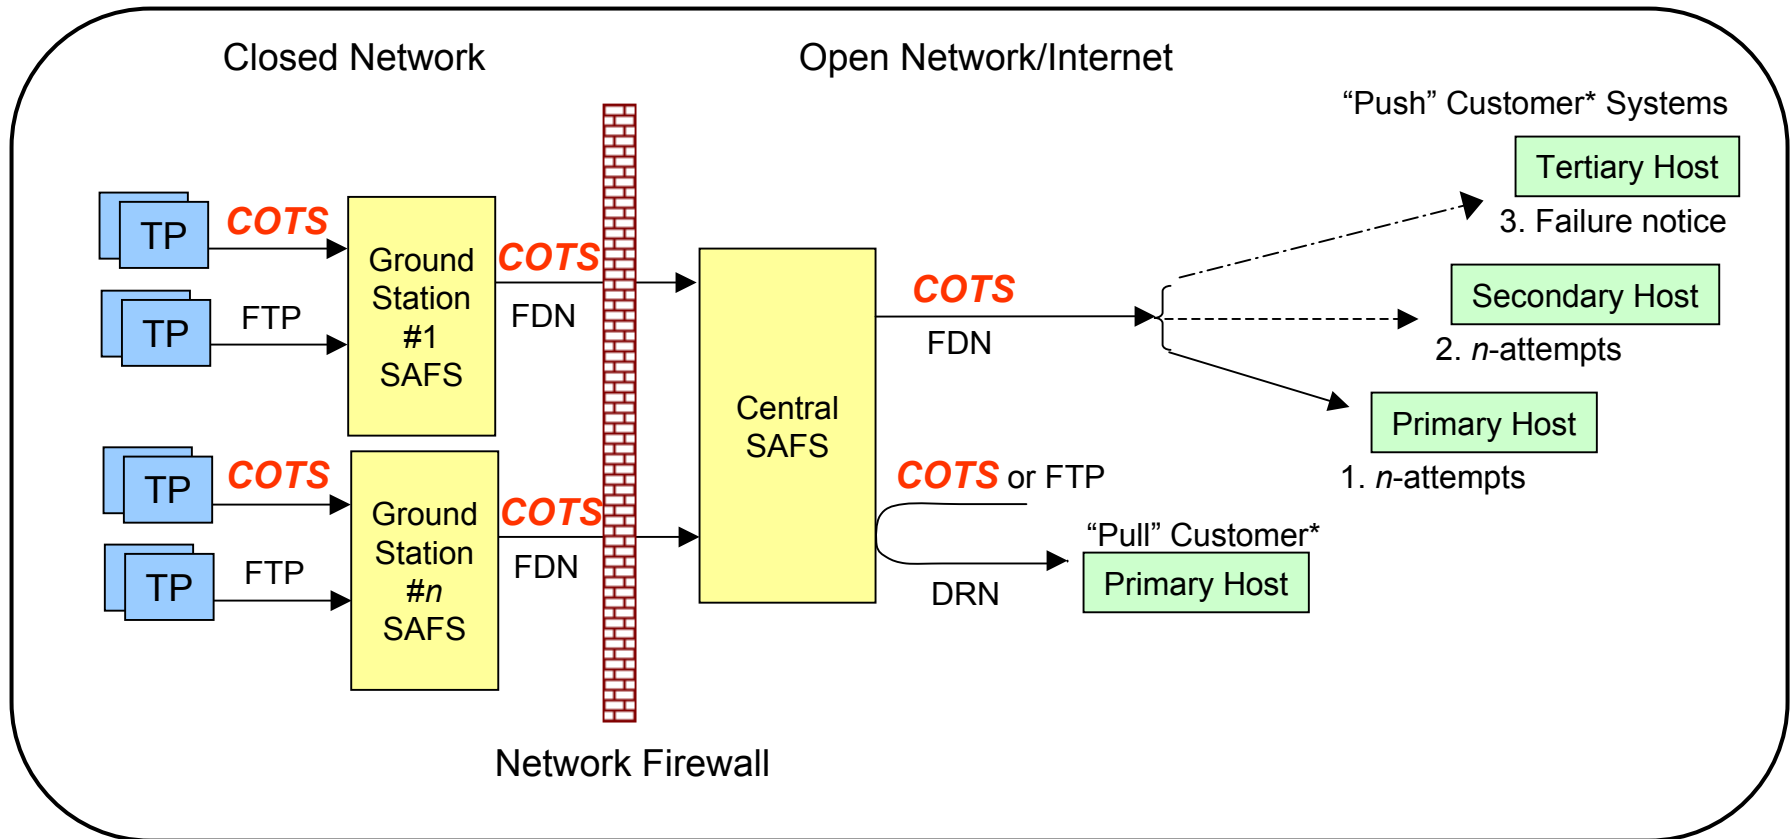 Closed Network
Open Network/Internet
“Push” Customer* Systems
Tertiary Host
3. Failure notice
Secondary Host
2. n-attempts
Primary Host
1. n-attempts
TP
COTS
TP
FTP
Ground
Station
#1
SAFS
COTS
FDN
TP
COTS
TP
FTP
Ground
Station
#n
SAFS
COTS
FDN
Central
SAFS
COTS
FDN
COTS or FTP
DRN
“Pull” Customer*
Primary Host
Network Firewall